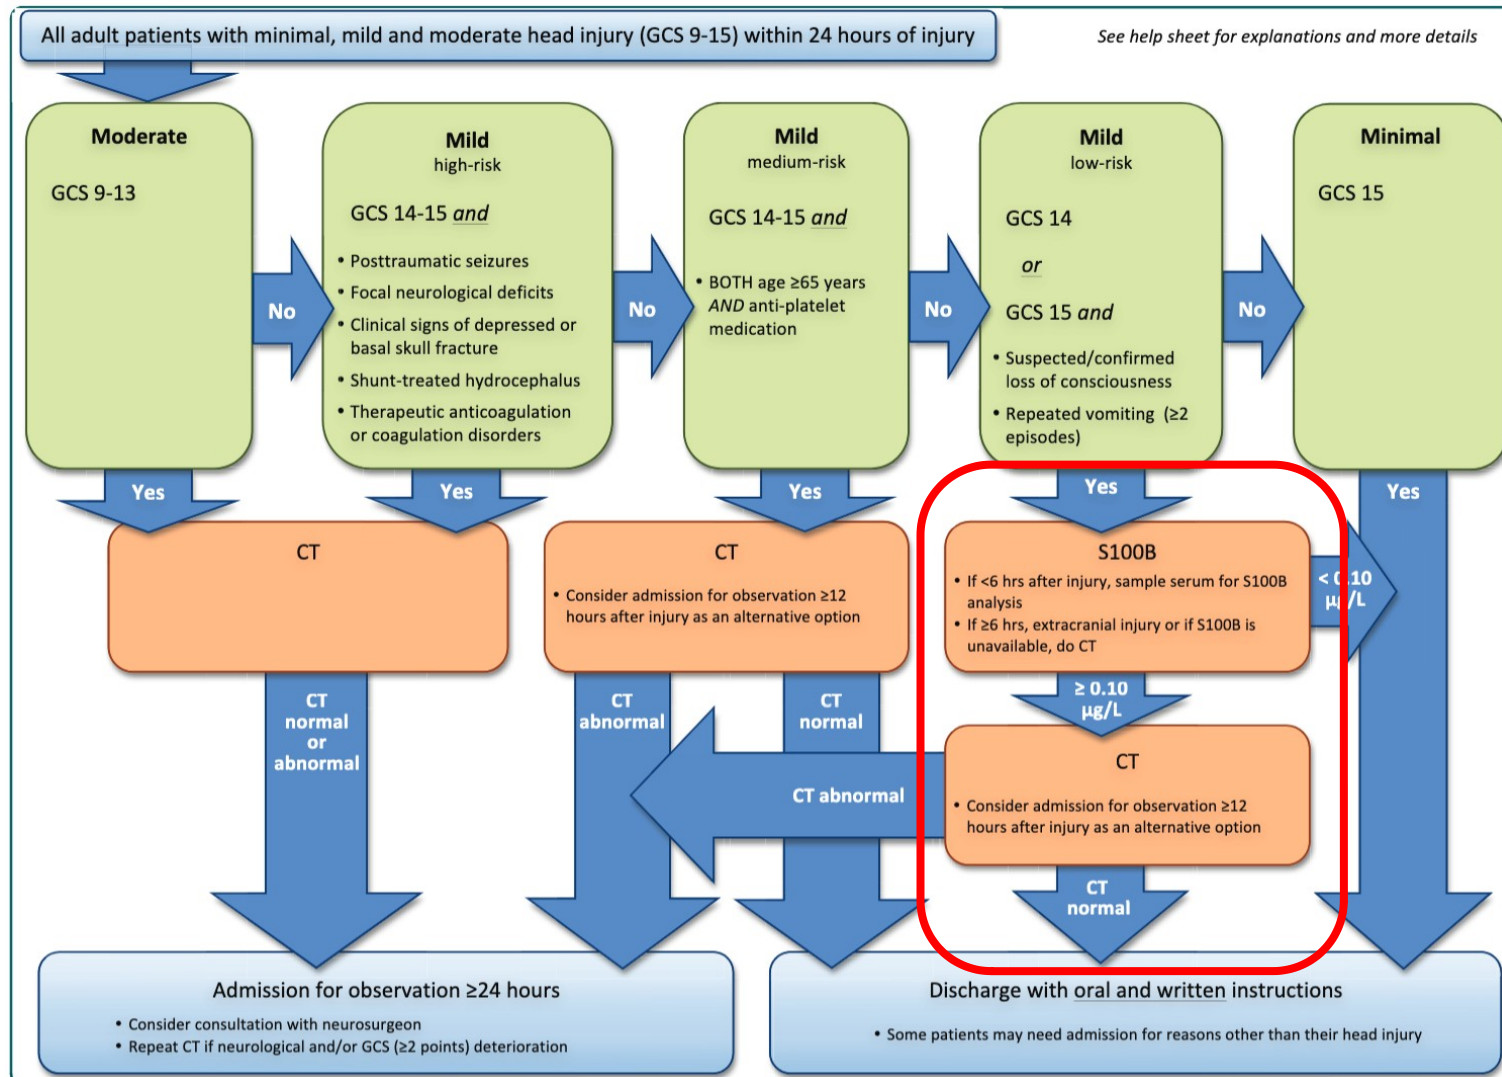 All adult patients with minimal, mild and moderate head injury (GCS 9-15) within 24 hours of injury
See help sheet for explanations and more details
Moderate
GCS 9-13
No
Mild
high-risk
GCS 14-15 and
• Posttraumatic seizures
• Focal neurological deficits
• Clinical signs of depressed or
basal skull fracture
• Shunt-treated hydrocephalus
• Therapeutic anticoagulation
or coagulation disorders
No
Mild
medium-risk
GCS 14-15 and
• BOTH age ≥65 years
AND anti-platelet
medication
No
Mild
low-risk
GCS 14
or
GCS 15 and
• Suspected/confirmed
loss of consciousness
• Repeated vomiting (≥2
episodes)
No
Minimal
GCS 15
Yes
Yes
Yes
Yes
Yes
CT
CT
• Consider admission for observation ≥12
hours after injury as an alternative option
S100B
• If <6 hrs after injury, sample serum for S100B
analysis
• If ≥6 hrs, extracranial injury or if S100B is
unavailable, do CT
< 0.10
µg/L
≥ 0.10
µg/L
CT
normal
or
abnormal
CT
abnormal
CT
normal
CT abnormal
CT
• Consider admission for observation ≥12
hours after injury as an alternative option
CT
normal
Admission for observation ≥24 hours
• Consider consultation with neurosurgeon
• Repeat CT if neurological and/or GCS (≥2 points) deterioration
Discharge with oral and written instructions
• Some patients may need admission for reasons other than their head injury